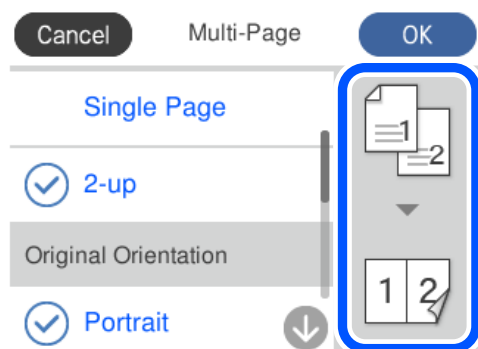 Cancel Multi-Page OK
Single Page
2-up
Original Orientation
Portrait
1
2
1 2